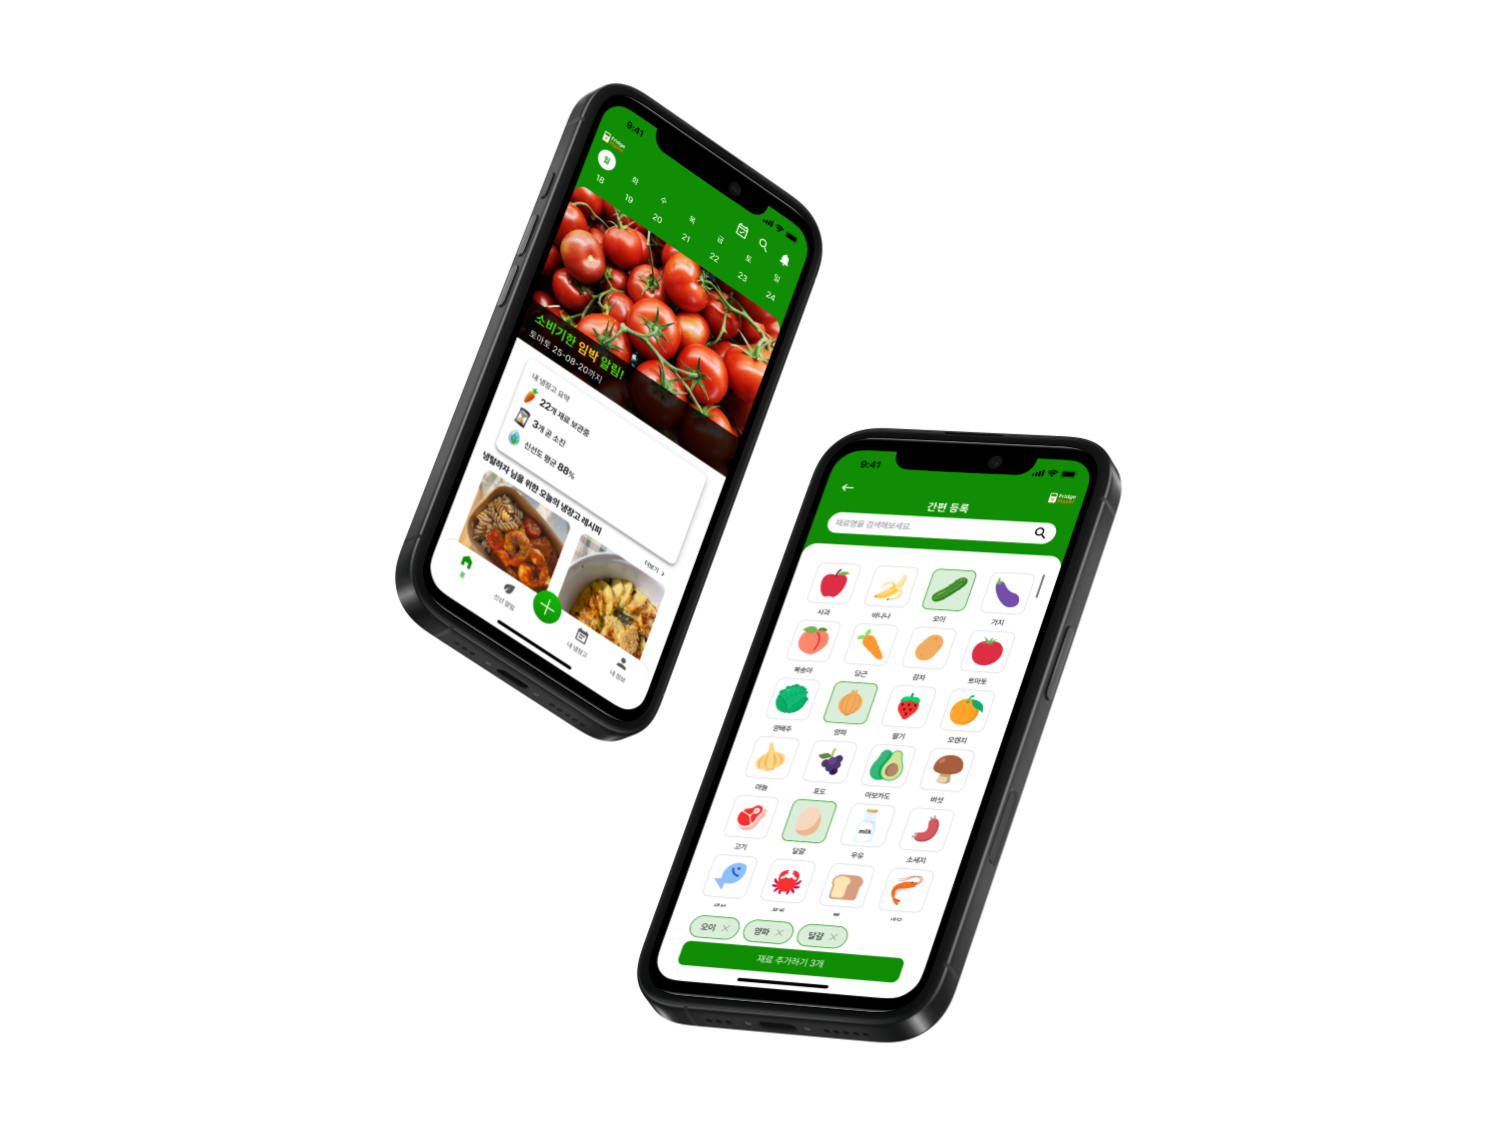 9:41
Fridge
월 화 수 목 금 토 일
18 19 20 21 22 23 24
소비기한 임박 알림!
토마토 25-08-20까지
내 냉장고 요약
22개 재료 보관중
3개 곧 소진
신선도 평균 88%
냉털하자 님을 위한 오늘의 냉장고 레시피
더보기 >
홈
신선 알림
내 냉장고
내 정보
9:41
Fridge
간편 등록
재료명을 검색해보세요.
사과 바나나 오이 가지
복숭아 당근 감자 토마토
양배추 양파 딸기 오렌지
마늘 포도 아보카도 버섯
milk
고기 달걀 우유 소세지
오이 × 양파 × 달걀 ×
재료 추가하기 3개